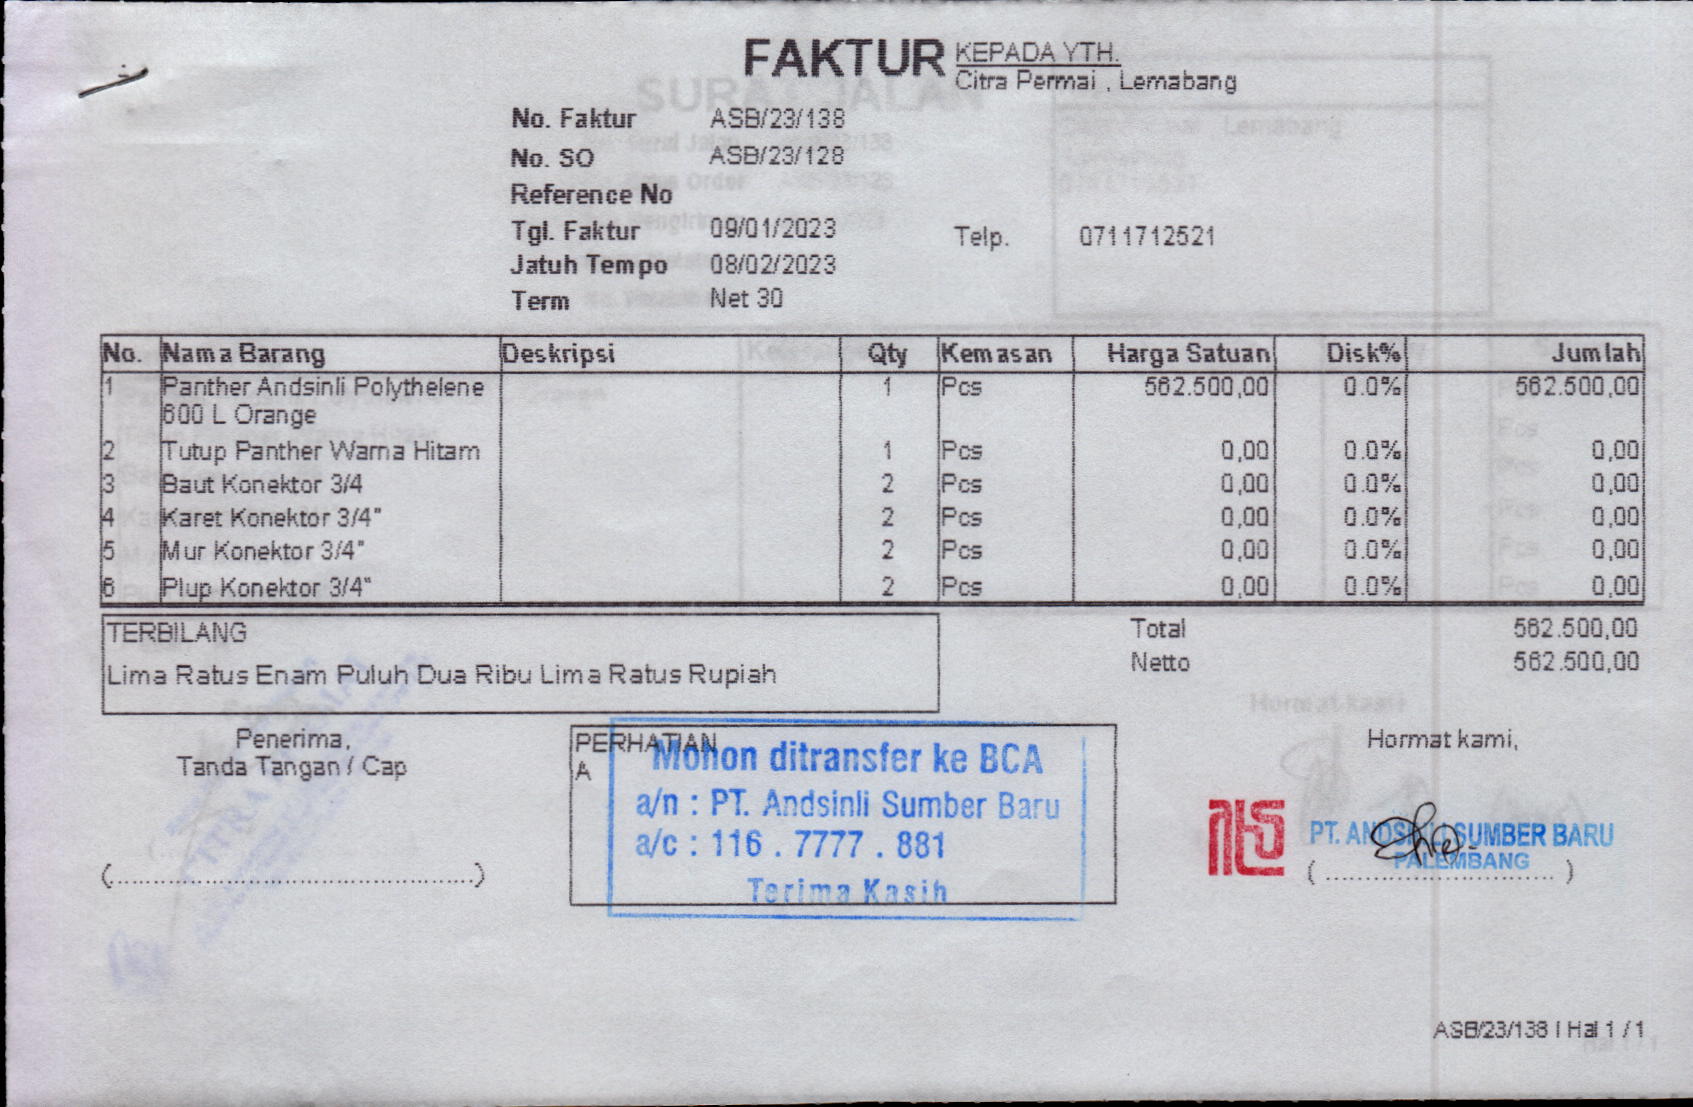 FAKTUR
KEPADA YTH.
Citra Permai , Lemabang
No. Faktur ASB/23/138
No. SO ASB/23/128
Reference No
Tgl. Faktur 09/01/2023
Telp. 0711712521
Jatuh Tempo 08/02/2023
Term Net 30
No. Nama Barang Deskripsi Qty Kemasan Harga Satuan Disk% Jumlah
1 Panther Andsinli Polythelene 1 Pcs 562.500,00 0.0% 562.500,00
600 L Orange
2 Tutup Panther Warna Hitam 1 Pcs 0,00 0.0% 0,00
3 Baut Konektor 3/4 2 Pcs 0,00 0.0% 0,00
4 Karet Konektor 3/4" 2 Pcs 0,00 0.0% 0,00
5 Mur Konektor 3/4" 2 Pcs 0,00 0.0% 0,00
6 Plup Konektor 3/4" 2 Pcs 0,00 0.0% 0,00
TERBILANG
Lima Ratus Enam Puluh Dua Ribu Lima Ratus Rupiah
Total 562.500,00
Netto 562.500,00
Penerima,
Tanda Tangan / Cap
(.................................................)
PERHATIAN
A
Mohon ditransfer ke BCA
a/n : PT. Andsinli Sumber Baru
a/c : 116 . 7777 . 881
Terima Kasih
Hormat kami,
PT. ANDSINLI SUMBER BARU
PALEMBANG
( ............................... )
ASB/23/138 | Hal 1 / 1
SURAT JALAN